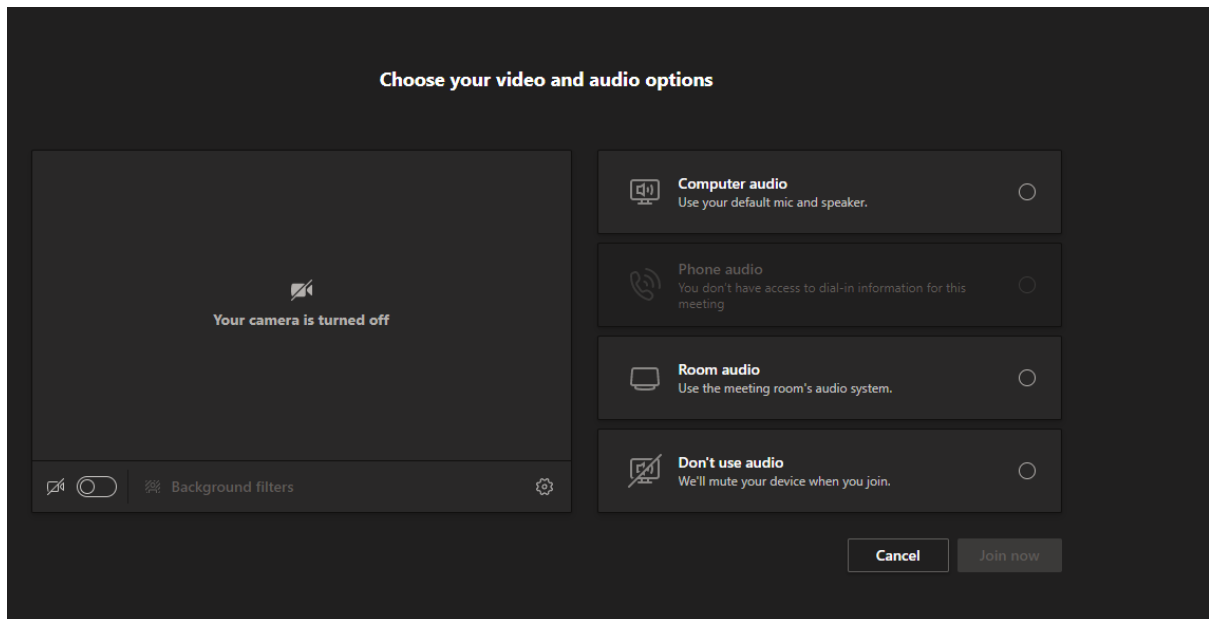 Choose your video and audio options
Your camera is turned off
Background filters
Computer audio
Use your default mic and speaker.
Phone audio
You don't have access to dial-in information for this
meeting
Room audio
Use the meeting room's audio system.
Don't use audio
We'll mute your device when you join.
Cancel
Join now